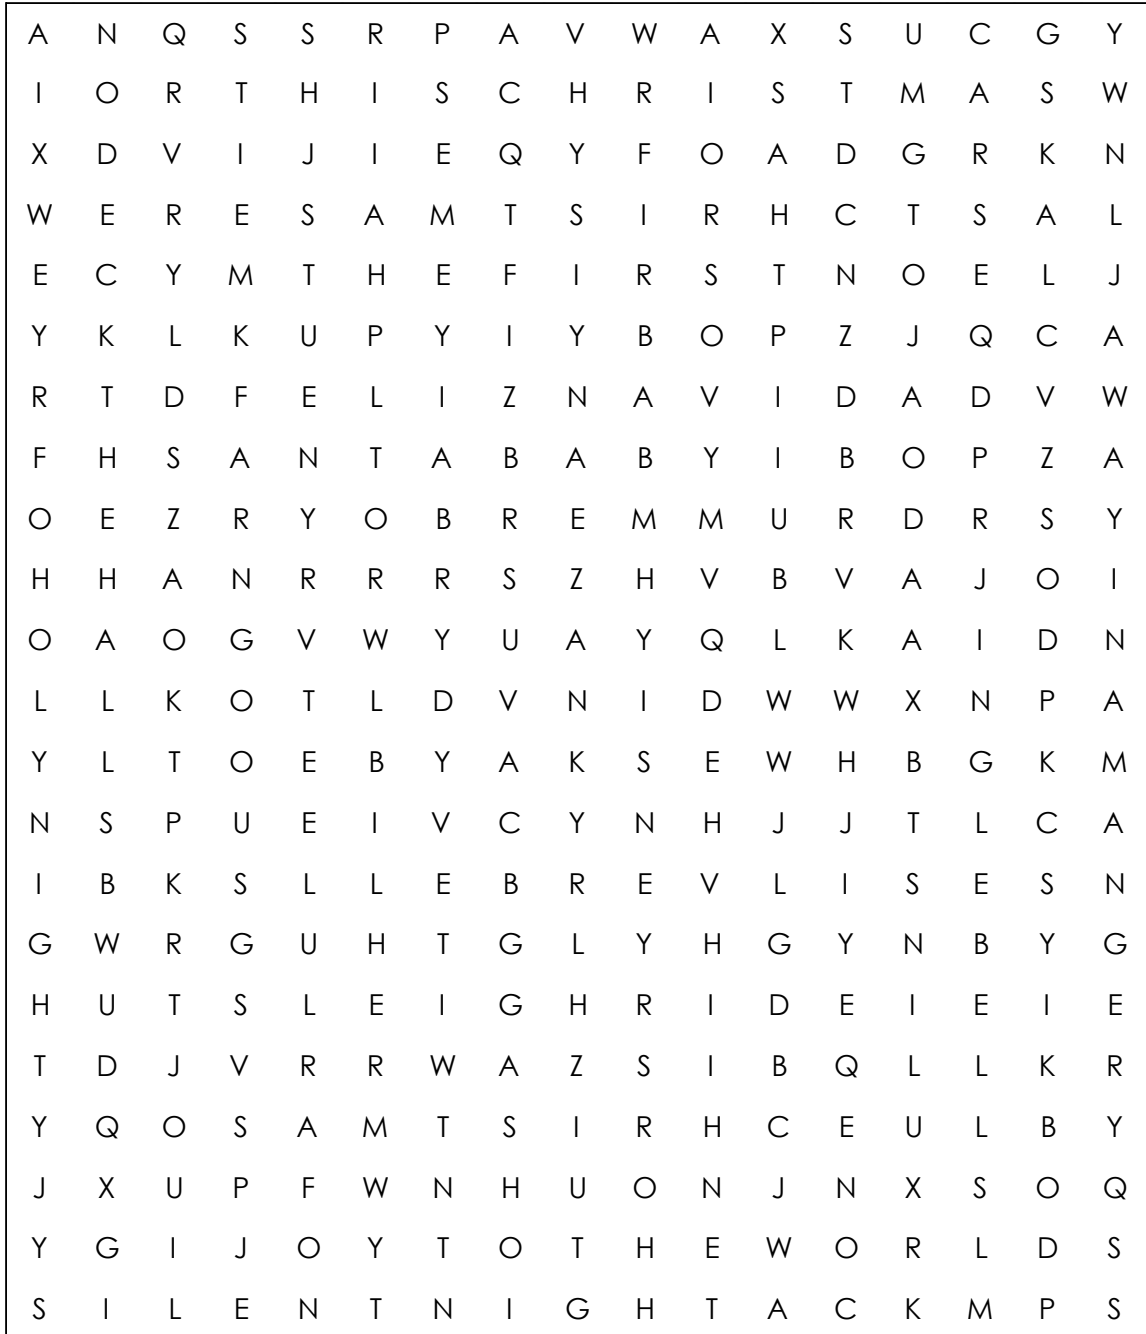 A N Q S S R P A V W A X S U C G Y
I O R T H I S C H R I S T M A S W
X D V I J I E Q Y F O A D G R K N
W E R E S A M T S I R H C T S A L
E C Y M T H E F I R S T N O E L J
Y K L K U P Y I Y B O P Z J Q C A
R T D F E L I Z N A V I D A D V W
F H S A N T A B A B Y I B O P Z A
O E Z R Y O B R E M M U R D R S Y
H H A N R R R S Z H V B V A J O I
O A O G V W Y U A Y Q L K A I D N
L L K O T L D V N I D W W X N P A
Y L T O E B Y A K S E W H B G K M
N S P U E I V C Y N H J J T L C A
I B K S L L E B R E V L I S E S N
G W R G U H T G L Y H G Y N B Y G
H U T S L E I G H R I D E I E I E
T D J V R R W A Z S I B Q L L K R
Y Q O S A M T S I R H C E U L B Y
J X U P F W N H U O N J N X S O Q
Y G I J O Y T O T H E W O R L D S
S I L E N T N I G H T A C K M P S